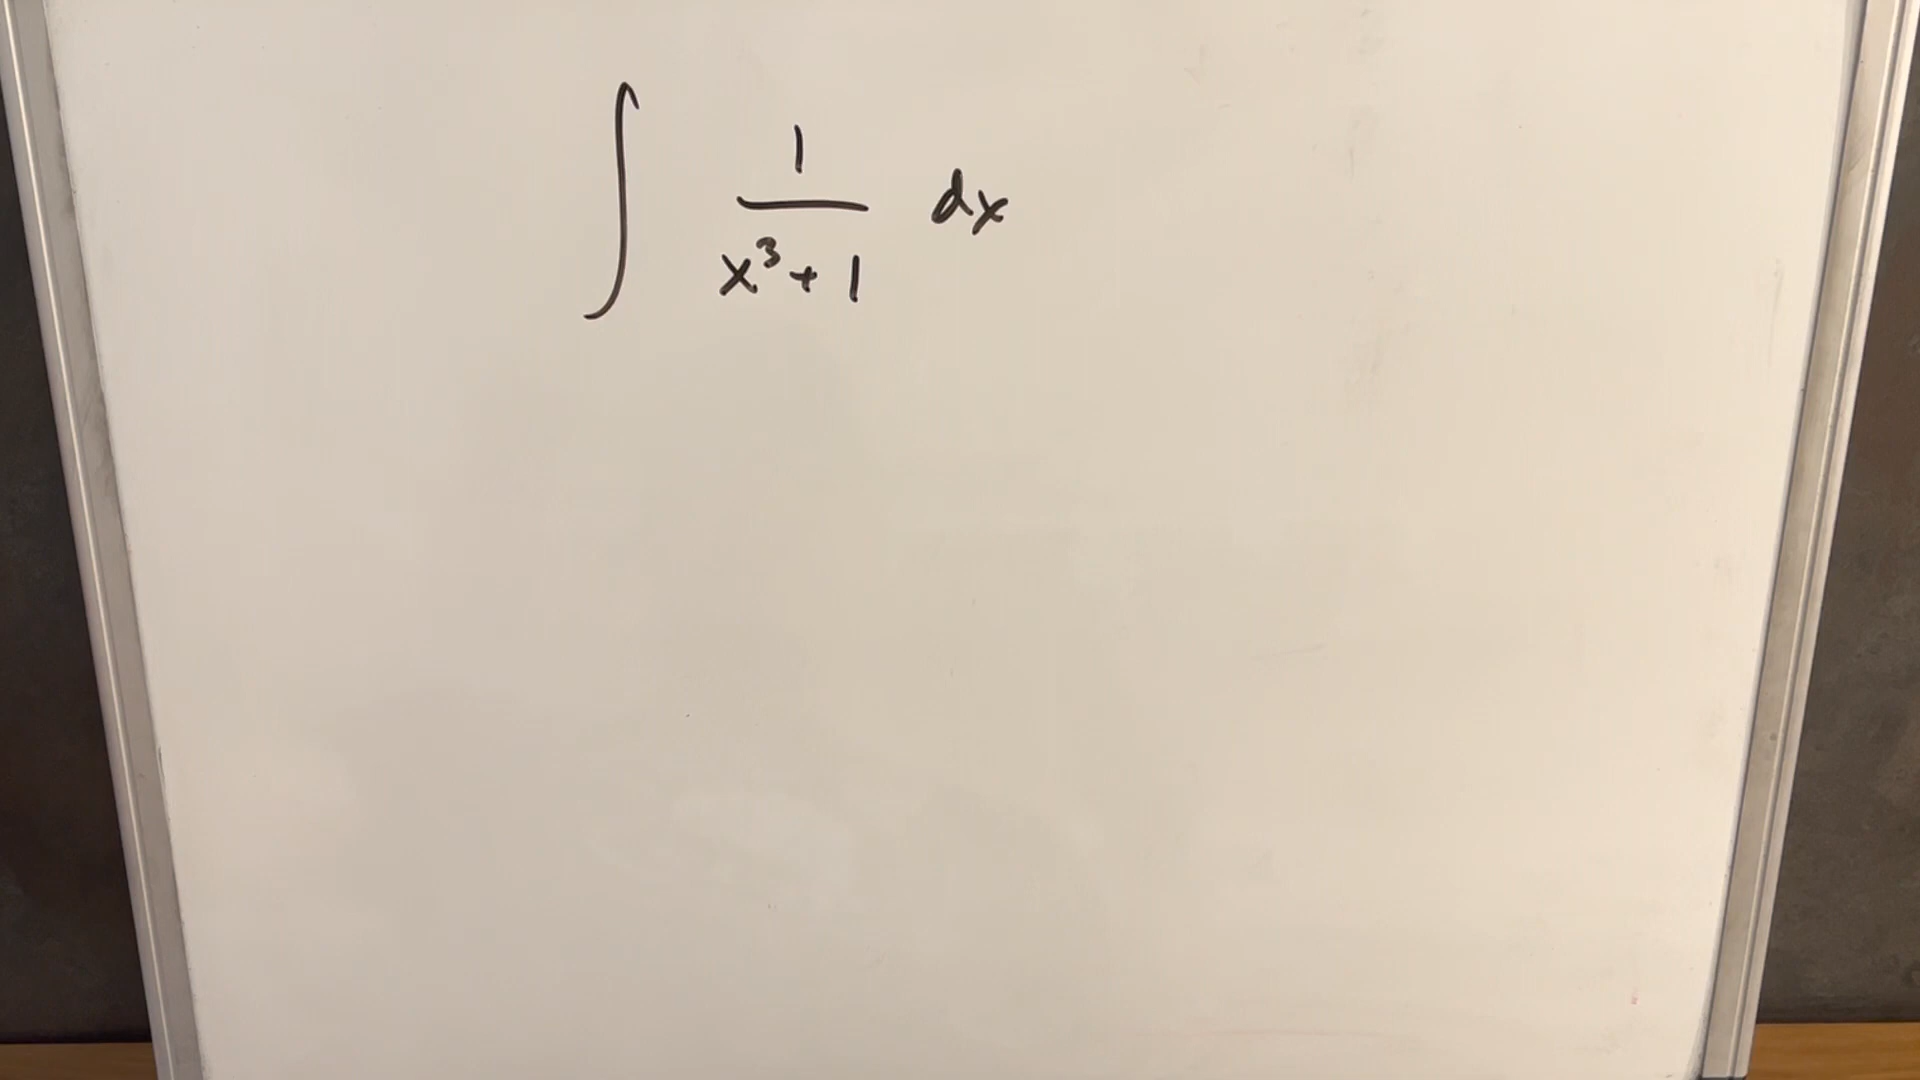 ∫ 1/(x³+1) dx